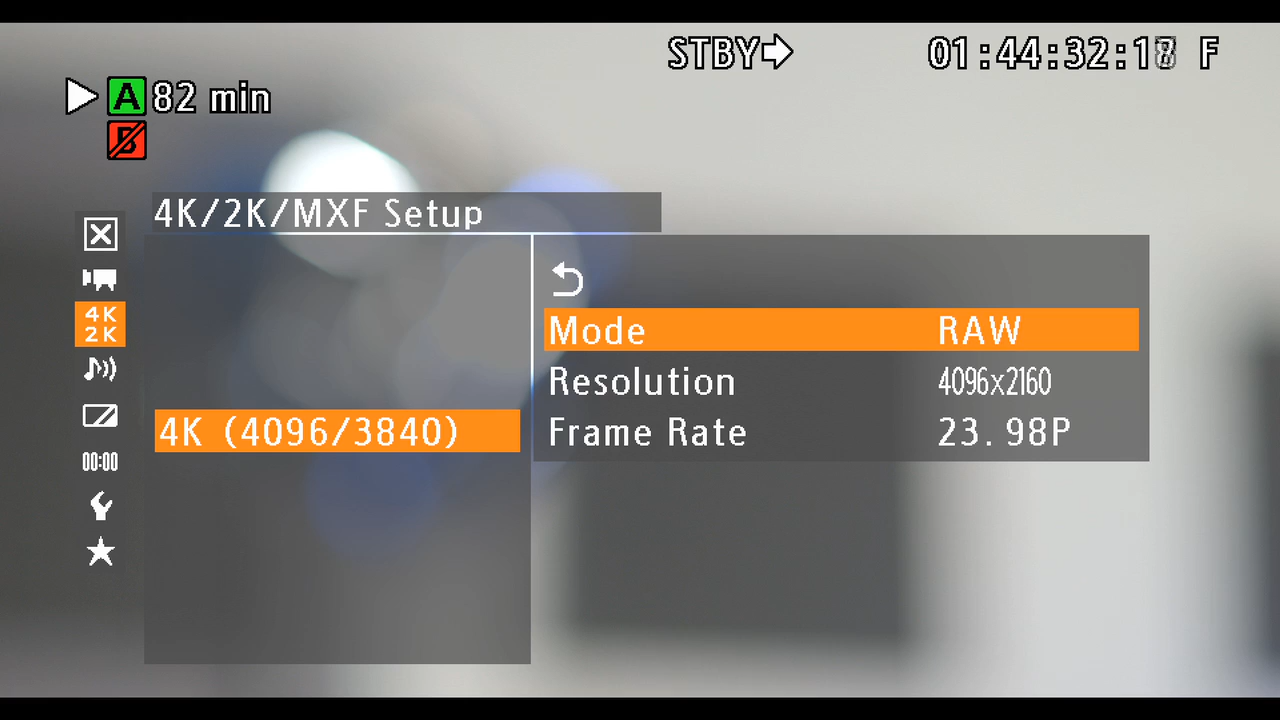 STBY 01:44:32:18 F
A 82 min
B
4K/2K/MXF Setup
4K
2K
Mode RAW
Resolution 4096x2160
4K (4096/3840)
Frame Rate 23.98P
00:00